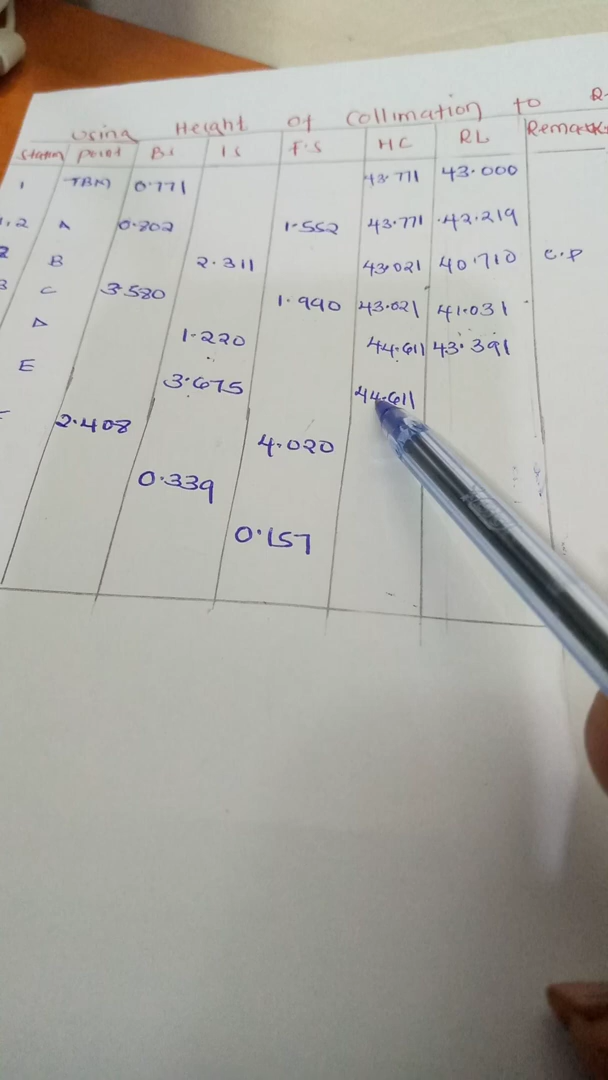 Using Height of Collimation to R
Station point BS IS F.S HC RL Remarks
1 TBM 0.771 43.771 43.000
1.2 A 0.802 1.552 43.771 42.219
2 B 2.311 43.021 40.710 C.P
3 C 3.580 1.990 43.021 41.031
D 1.220 44.611 43.391
E 3.675 44.611
2.408 4.020
0.339
0.157